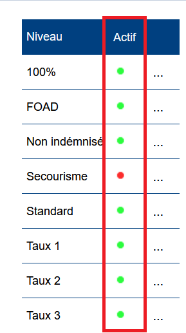 Niveau Actif
100% ...
FOAD ...
Non indémnisé ...
Secourisme ...
Standard ...
Taux 1 ...
Taux 2 ...
Taux 3 ...